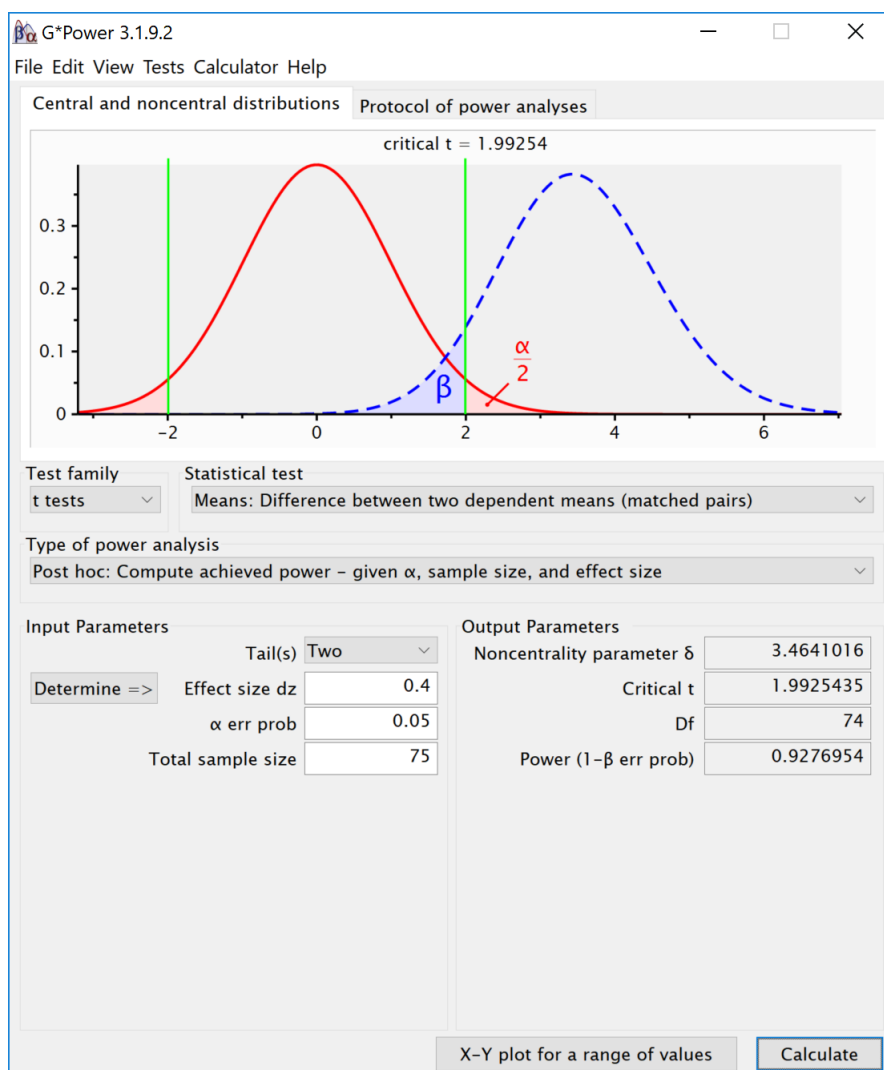 βα G*Power 3.1.9.2
File Edit View Tests Calculator Help
Central and noncentral distributions Protocol of power analyses
critical t = 1.99254
0.3
0.2
0.1
0
α
2
β
-2 0 2 4 6
Test family Statistical test
t tests Means: Difference between two dependent means (matched pairs)
Type of power analysis
Post hoc: Compute achieved power – given α, sample size, and effect size
Input Parameters Output Parameters
Tail(s) Two Noncentrality parameter δ 3.4641016
Determine => Effect size dz 0.4 Critical t 1.9925435
α err prob 0.05 Df 74
Total sample size 75 Power (1-β err prob) 0.9276954
X-Y plot for a range of values Calculate